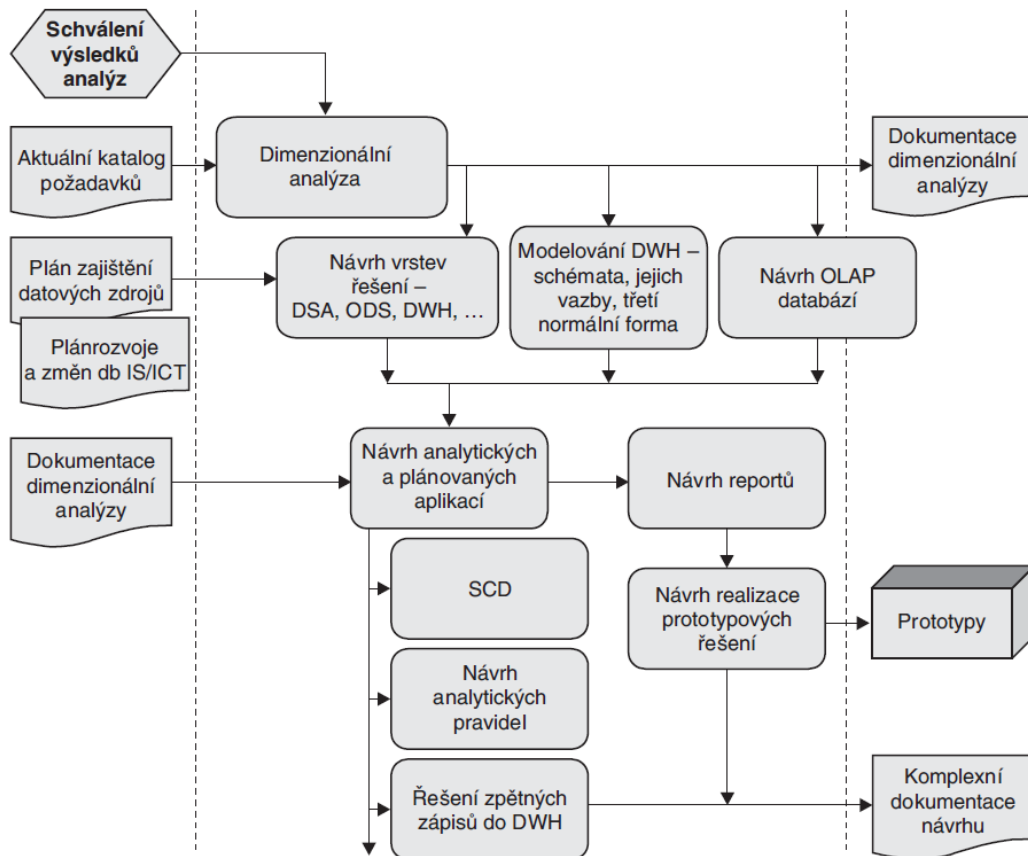 Schválení
výsledků
analýz
Aktuální katalog
požadavků
Dimenzionální
analýza
Dokumentace
dimenzionální
analýzy
Plán zajištění
datových zdrojů
Plánrozvoje
a změn db IS/ICT
Návrh vrstev
řešení –
DSA, ODS, DWH, ...
Modelování DWH –
schémata, jejich
vazby, třetí
normální forma
Návrh OLAP
databází
Dokumentace
dimenzionální
analýzy
Návrh analytických
a plánovaných
aplikací
Návrh reportů
SCD
Návrh realizace
prototypových
řešení
Prototypy
Návrh
analytických
pravidel
Řešení zpětných
zápisů do DWH
Komplexní
dokumentace
návrhu